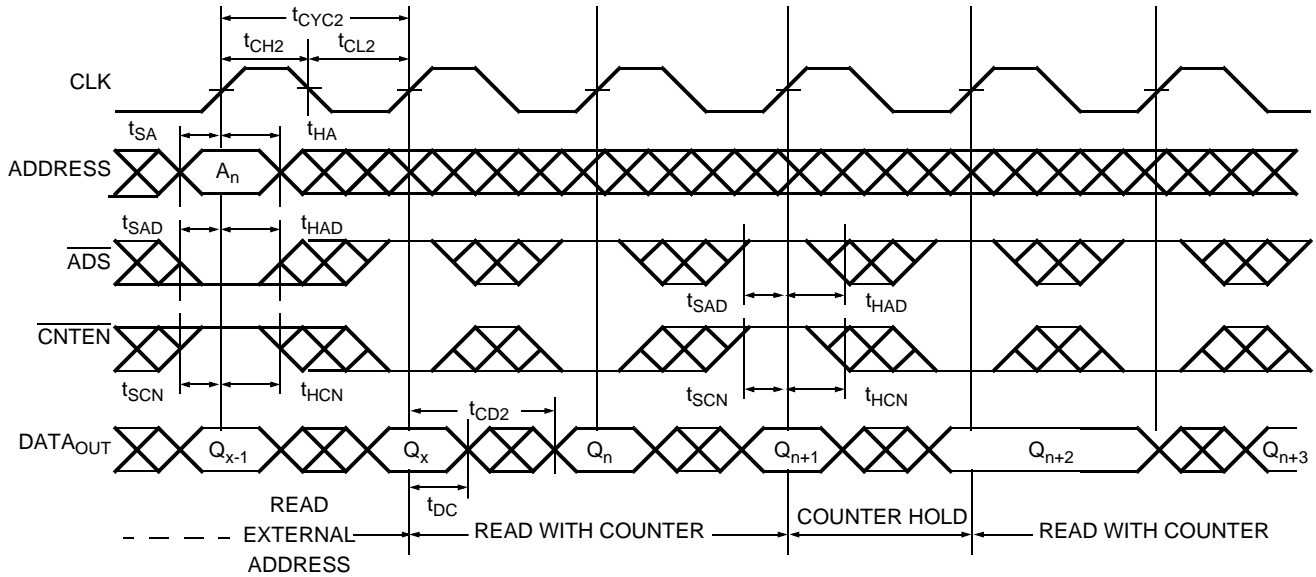 tCYC2
tCH2 tCL2
CLK
tSA tHA
ADDRESS An
tSAD tHAD
ADS
tSAD tHAD
CNTEN
tSCN tHCN tSCN tHCN
tCD2
DATAOUT Qx-1 Qx Qn Qn+1 Qn+2 Qn+3
tDC
READ
EXTERNAL
ADDRESS
READ WITH COUNTER
COUNTER HOLD
READ WITH COUNTER